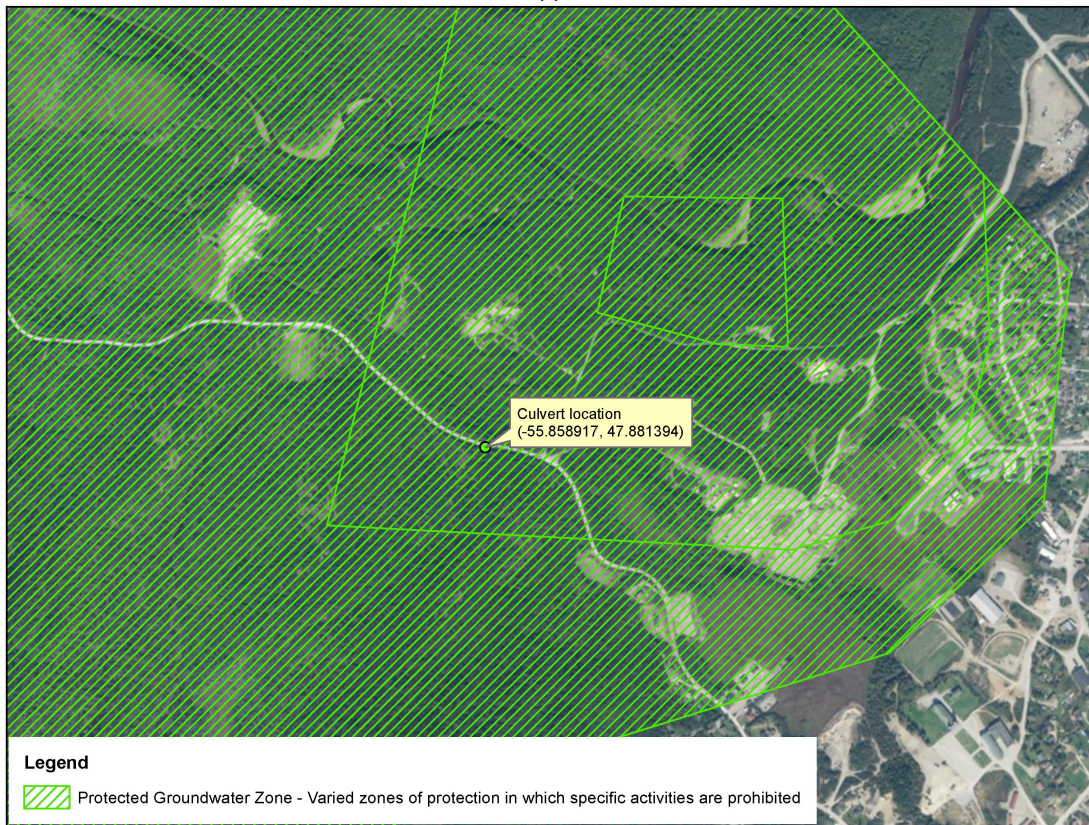 Culvert location
(-55.858917, 47.881394)
Legend
Protected Groundwater Zone - Varied zones of protection in which specific activities are prohibited